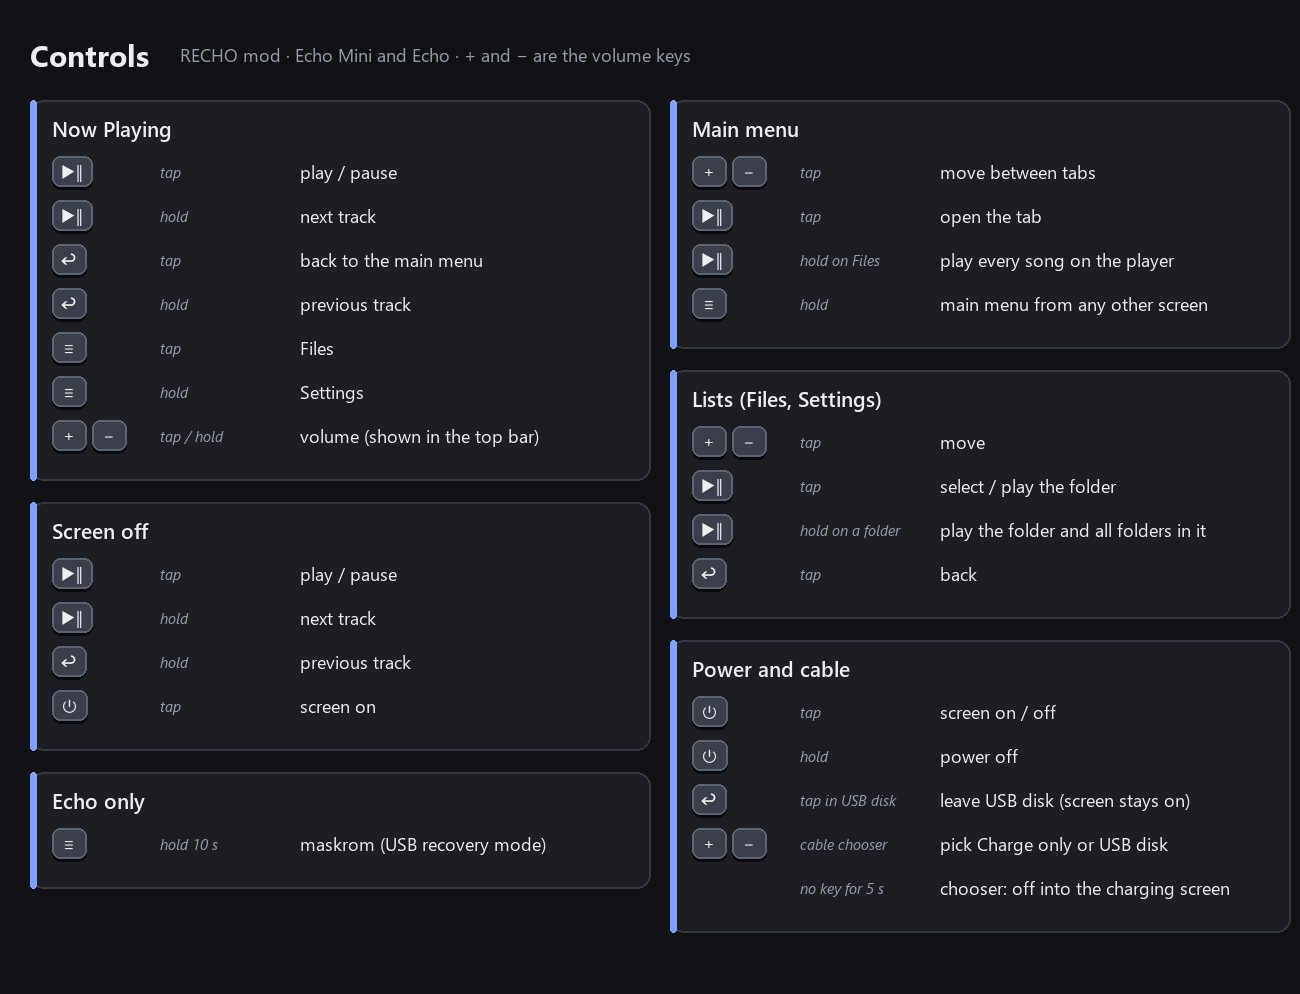 Controls RECHO mod · Echo Mini and Echo · + and − are the volume keys
Now Playing
▶‖ tap play / pause
▶‖ hold next track
↩ tap back to the main menu
↩ hold previous track
☰ tap Files
☰ hold Settings
+ − tap / hold volume (shown in the top bar)
Screen off
▶‖ tap play / pause
▶‖ hold next track
↩ hold previous track
⏻ tap screen on
Echo only
☰ hold 10 s maskrom (USB recovery mode)
Main menu
+ − tap move between tabs
▶‖ tap open the tab
▶‖ hold on Files play every song on the player
☰ hold main menu from any other screen
Lists (Files, Settings)
+ − tap move
▶‖ tap select / play the folder
▶‖ hold on a folder play the folder and all folders in it
↩ tap back
Power and cable
⏻ tap screen on / off
⏻ hold power off
↩ tap in USB disk leave USB disk (screen stays on)
+ − cable chooser pick Charge only or USB disk
no key for 5 s chooser: off into the charging screen